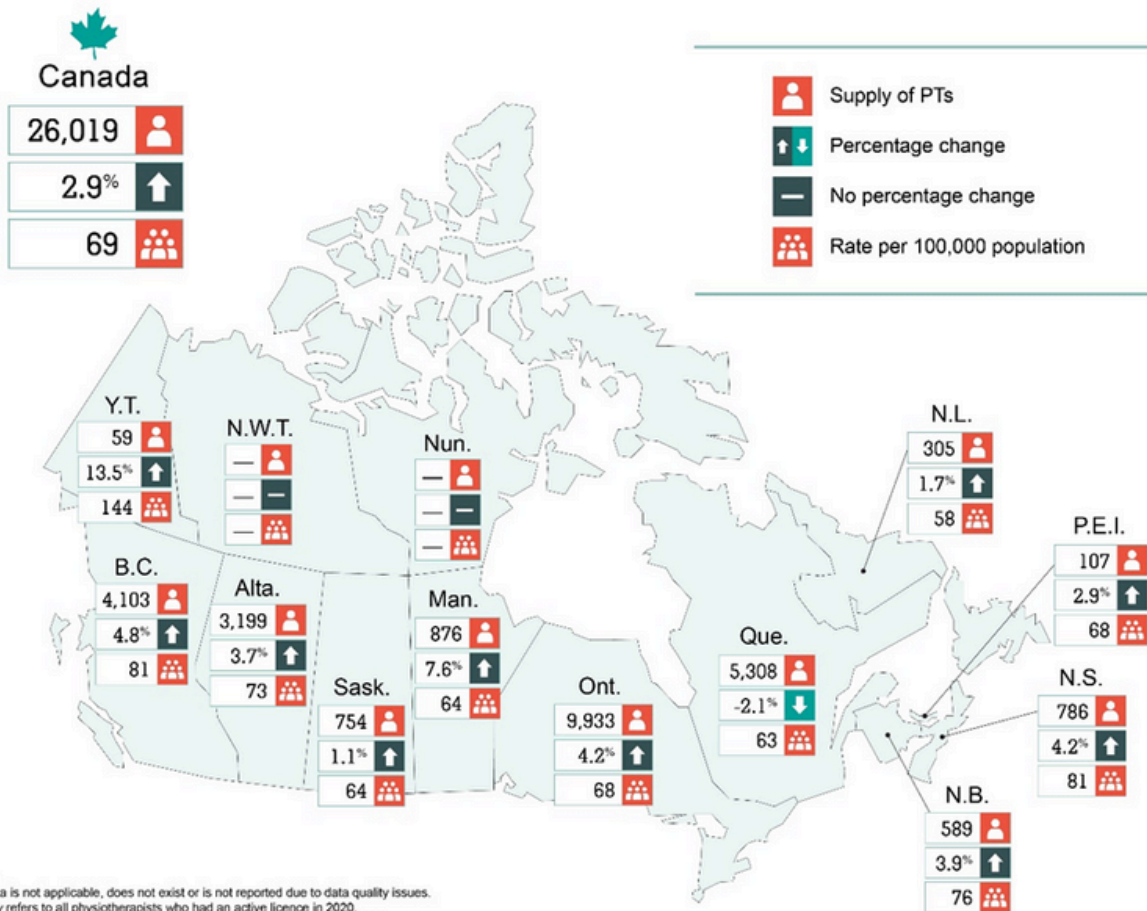 Canada
26,019
2.9%
69
Supply of PTs
Percentage change
No percentage change
Rate per 100,000 population
Y.T.
59
13.5%
144
N.W.T.
—
—
—
Nun.
—
—
—
B.C.
4,103
4.8%
81
Alta.
3,199
3.7%
73
Sask.
754
1.1%
64
Man.
876
7.6%
64
Ont.
9,933
4.2%
68
Que.
5,308
-2.1%
63
N.L.
305
1.7%
58
P.E.I.
107
2.9%
68
N.S.
786
4.2%
81
N.B.
589
3.9%
76
a is not applicable, does not exist or is not reported due to data quality issues.
y refers to all physiotherapists who had an active licence in 2020.